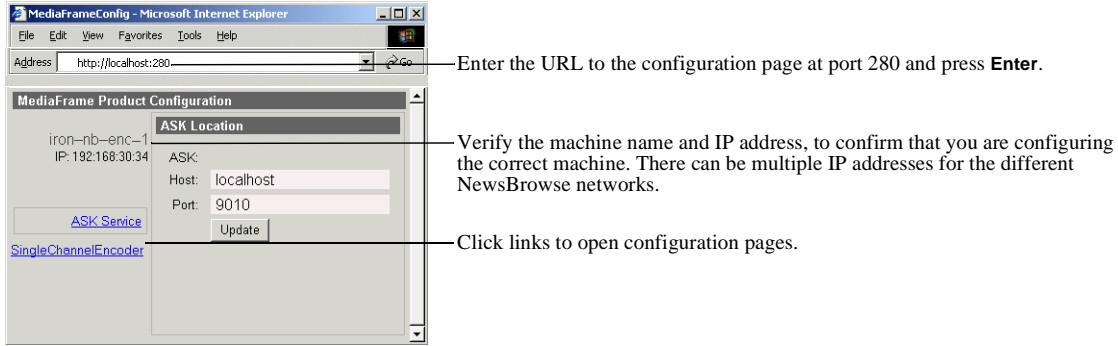 MediaFrameConfig - Microsoft Internet Explorer
File Edit View Favorites Tools Help
Address http://localhost:280 Go
Enter the URL to the configuration page at port 280 and press Enter.
MediaFrame Product Configuration
ASK Location
iron-nb-enc-1
IP: 192:168:30:34
ASK:
Host: localhost
Port: 9010
Update
ASK Service
SingleChannelEncoder
Verify the machine name and IP address, to confirm that you are configuring
the correct machine. There can be multiple IP addresses for the different
NewsBrowse networks.
Click links to open configuration pages.